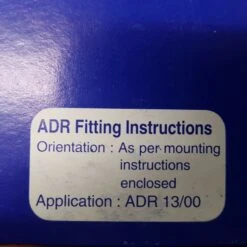 ADR Fitting Instructions
Orientation : As per mounting
instructions
enclosed
Application : ADR 13/00